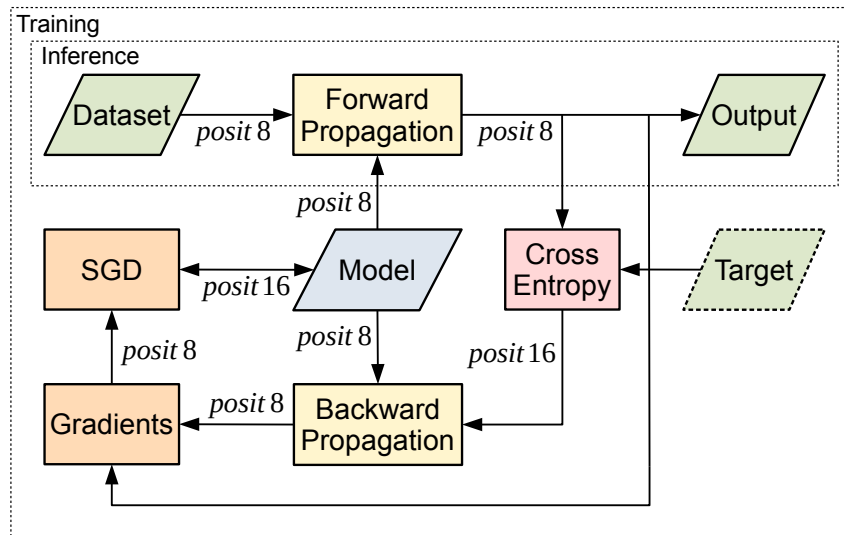 Training
Inference
Dataset
posit 8
Forward
Propagation
posit 8
Output
posit 8
SGD
posit 16
Model
Cross
Entropy
Target
posit 8
posit 8
posit 16
Gradients
posit 8
Backward
Propagation